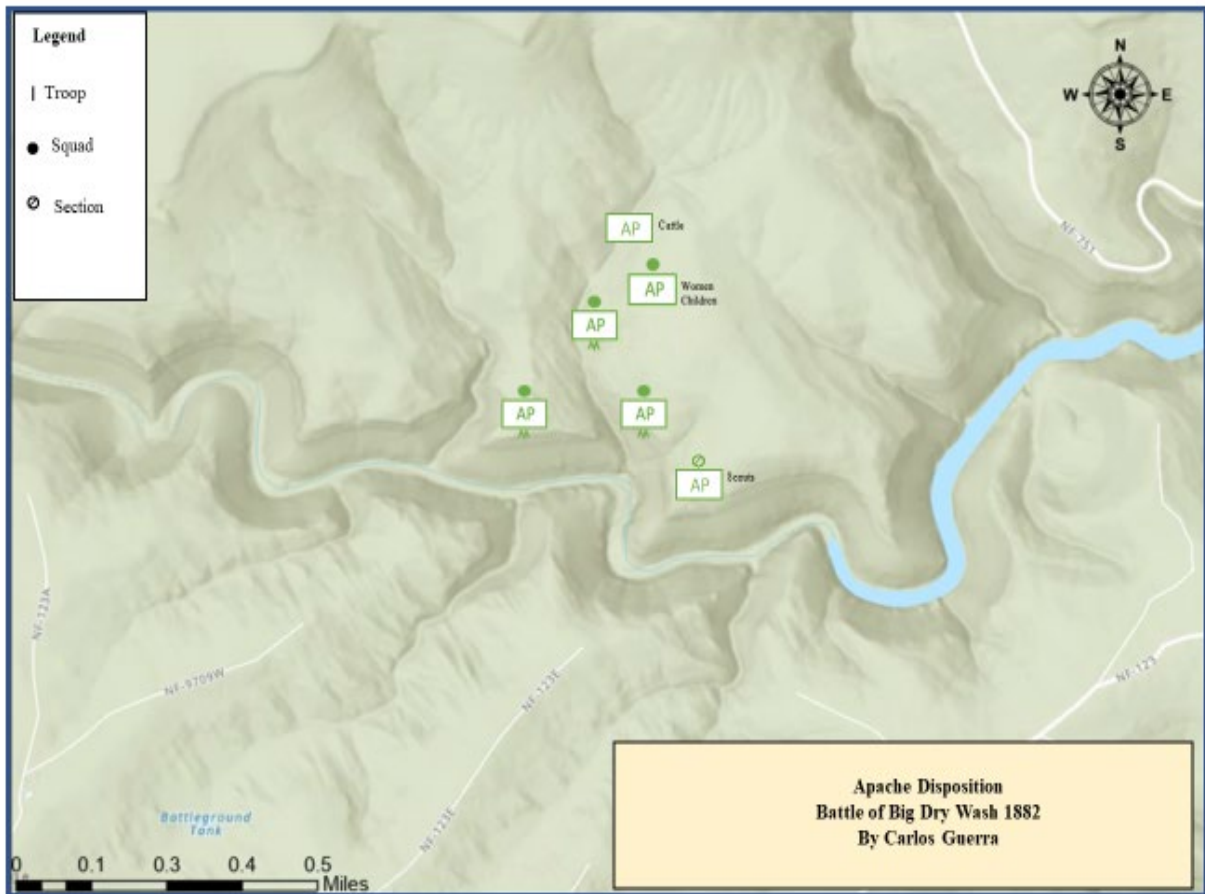 Legend
Troop
Squad
Section
N
W E
S
NF-751
AP Cattle
AP Women
Children
AP
AP
AP
AP Scouts
NF-123A
NF-9709W
NF-123E
NF-123
NF-123E
Battleground
Tank
0 0.1 0.3 0.4 0.5
Miles
Apache Disposition
Battle of Big Dry Wash 1882
By Carlos Guerra